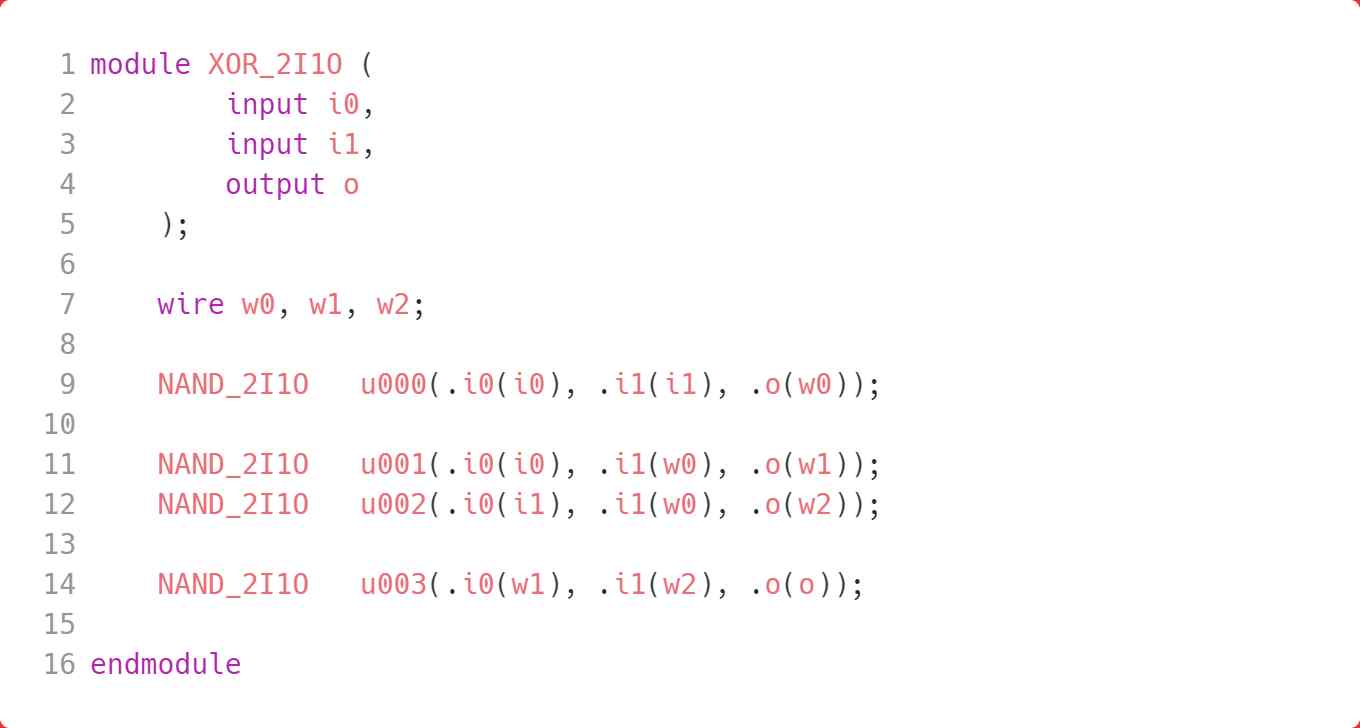 1 module XOR_2I1O (
2         input i0,
3         input i1,
4         output o
5     );
6
7     wire w0, w1, w2;
8
9     NAND_2I1O   u000(.i0(i0), .i1(i1), .o(w0));
10
11     NAND_2I1O   u001(.i0(i0), .i1(w0), .o(w1));
12     NAND_2I1O   u002(.i0(i1), .i1(w0), .o(w2));
13
14     NAND_2I1O   u003(.i0(w1), .i1(w2), .o(o));
15
16 endmodule